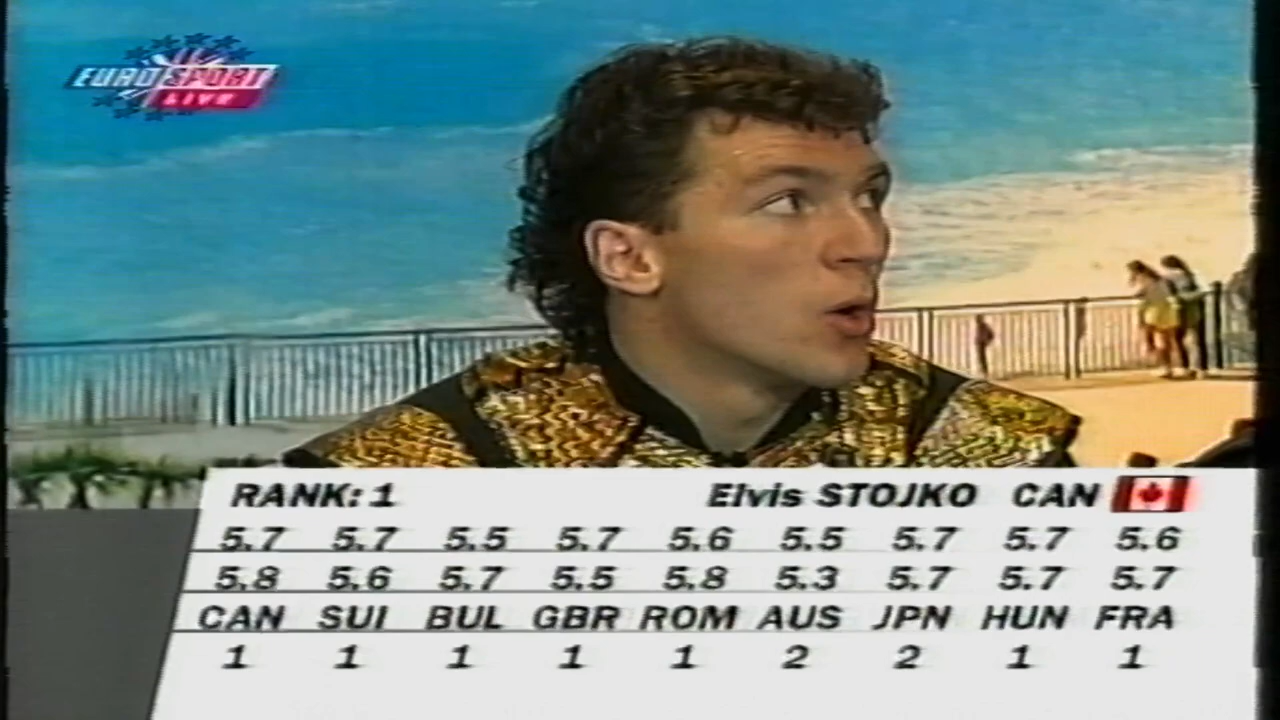 EUROSPORT
LIVE
RANK: 1 Elvis STOJKO CAN
5.7 5.7 5.5 5.7 5.6 5.5 5.7 5.7 5.6
5.8 5.6 5.7 5.5 5.8 5.3 5.7 5.7 5.7
CAN SUI BUL GBR ROM AUS JPN HUN FRA
1 1 1 1 1 2 2 1 1